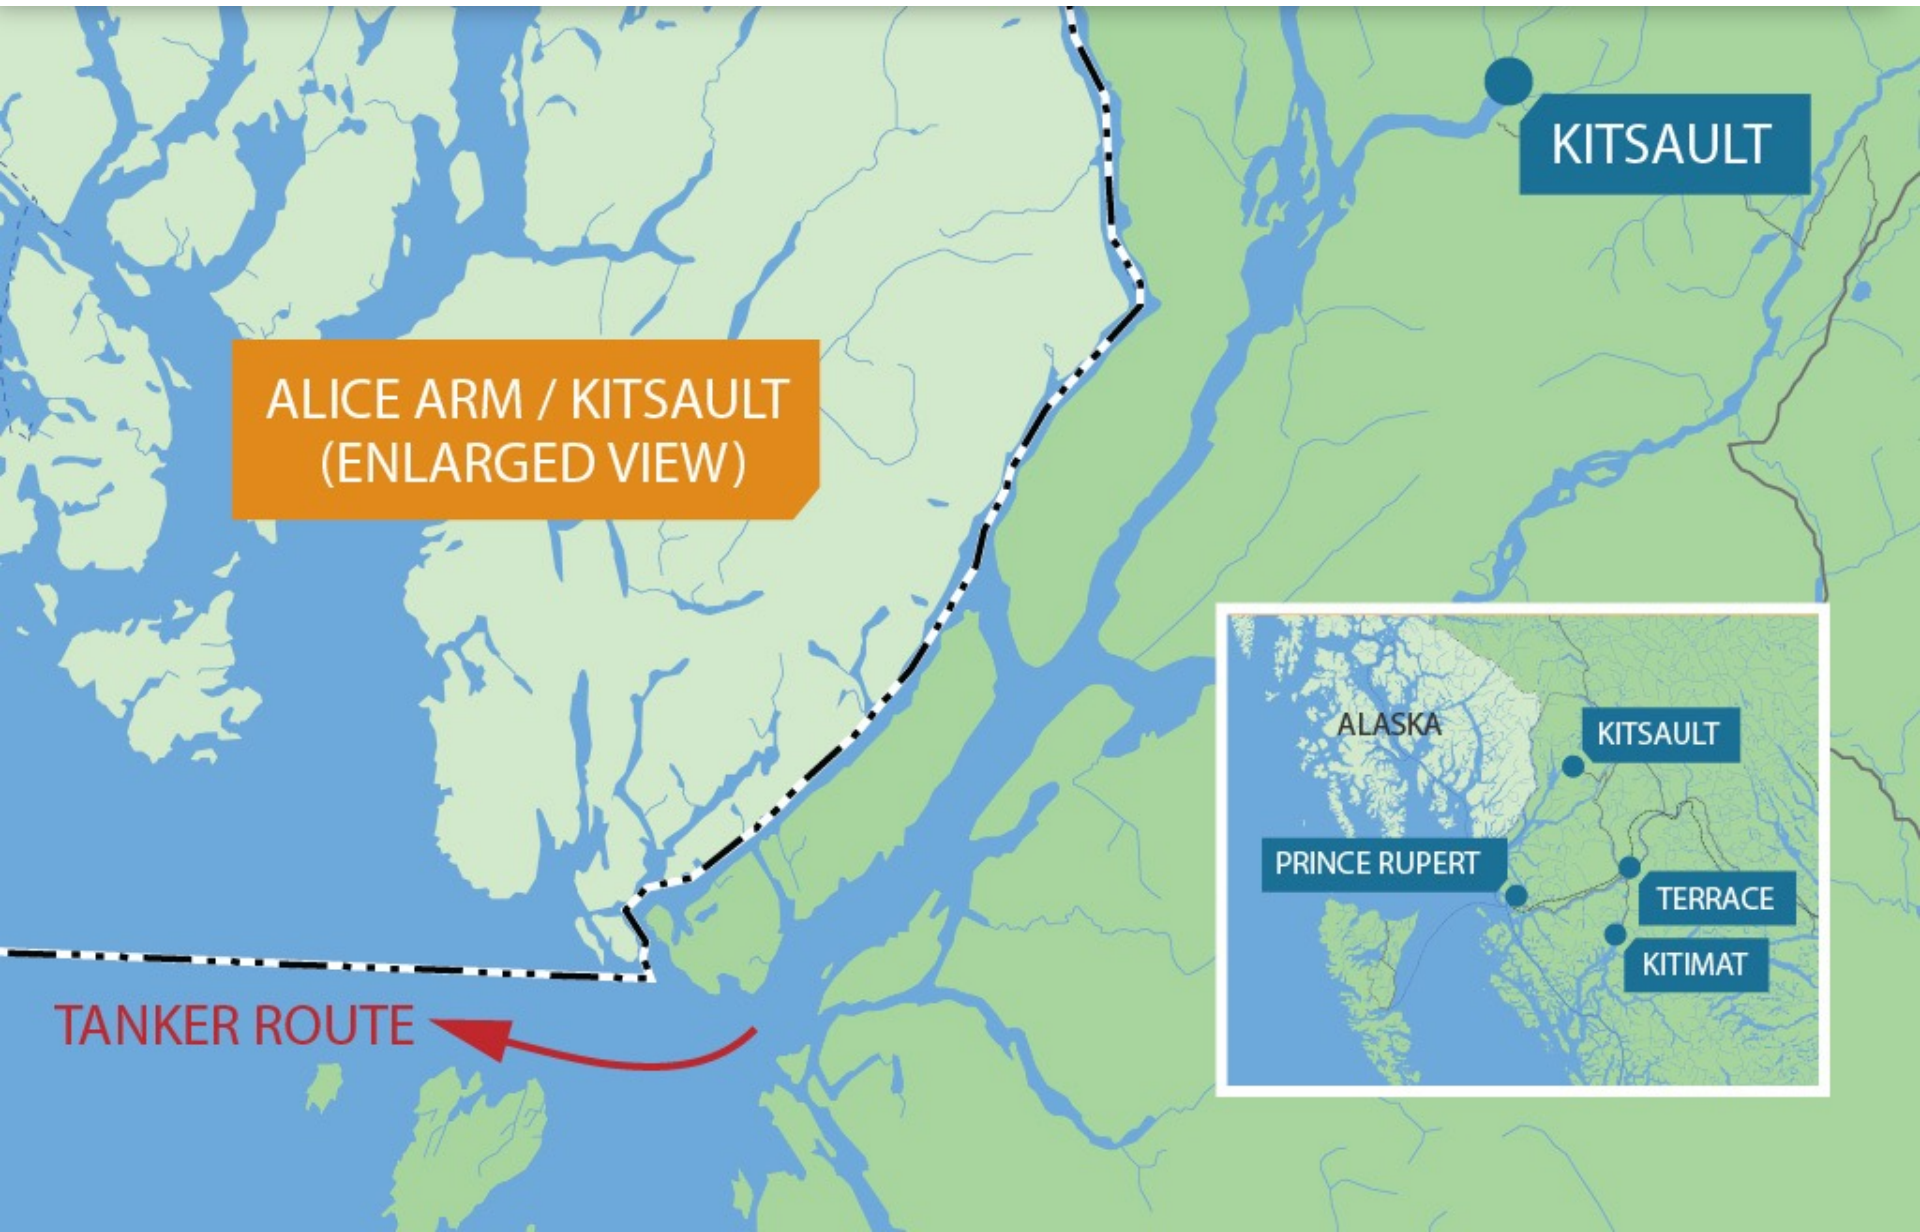 KITSAULT
ALICE ARM / KITSAULT
(ENLARGED VIEW)
ALASKA
KITSAULT
PRINCE RUPERT
TERRACE
KITIMAT
TANKER ROUTE